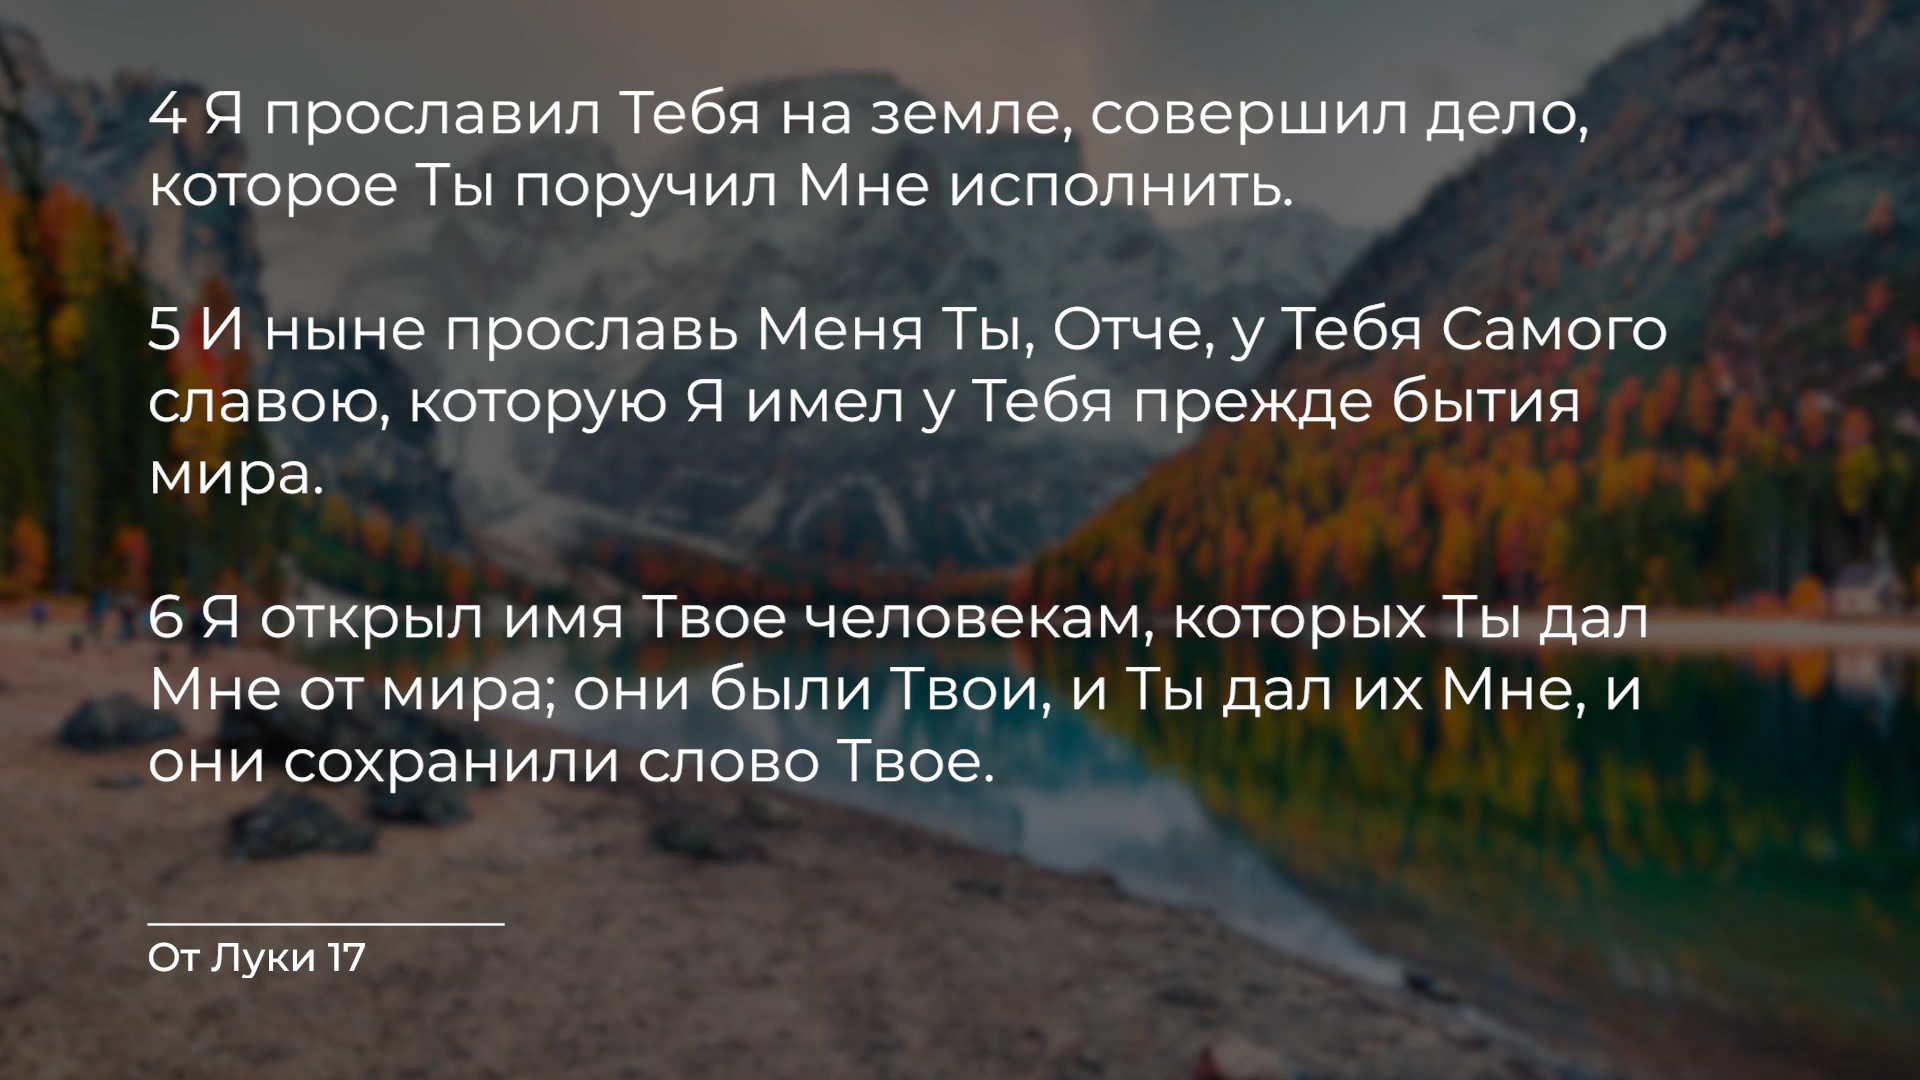 4 Я прославил Тебя на земле, совершил дело,
которое Ты поручил Мне исполнить.
5 И ныне прославь Меня Ты, Отче, у Тебя Самого
славою, которую Я имел у Тебя прежде бытия
мира.
6 Я открыл имя Твое человекам, которых Ты дал
Мне от мира; они были Твои, и Ты дал их Мне, и
они сохранили слово Твое.
От Луки 17